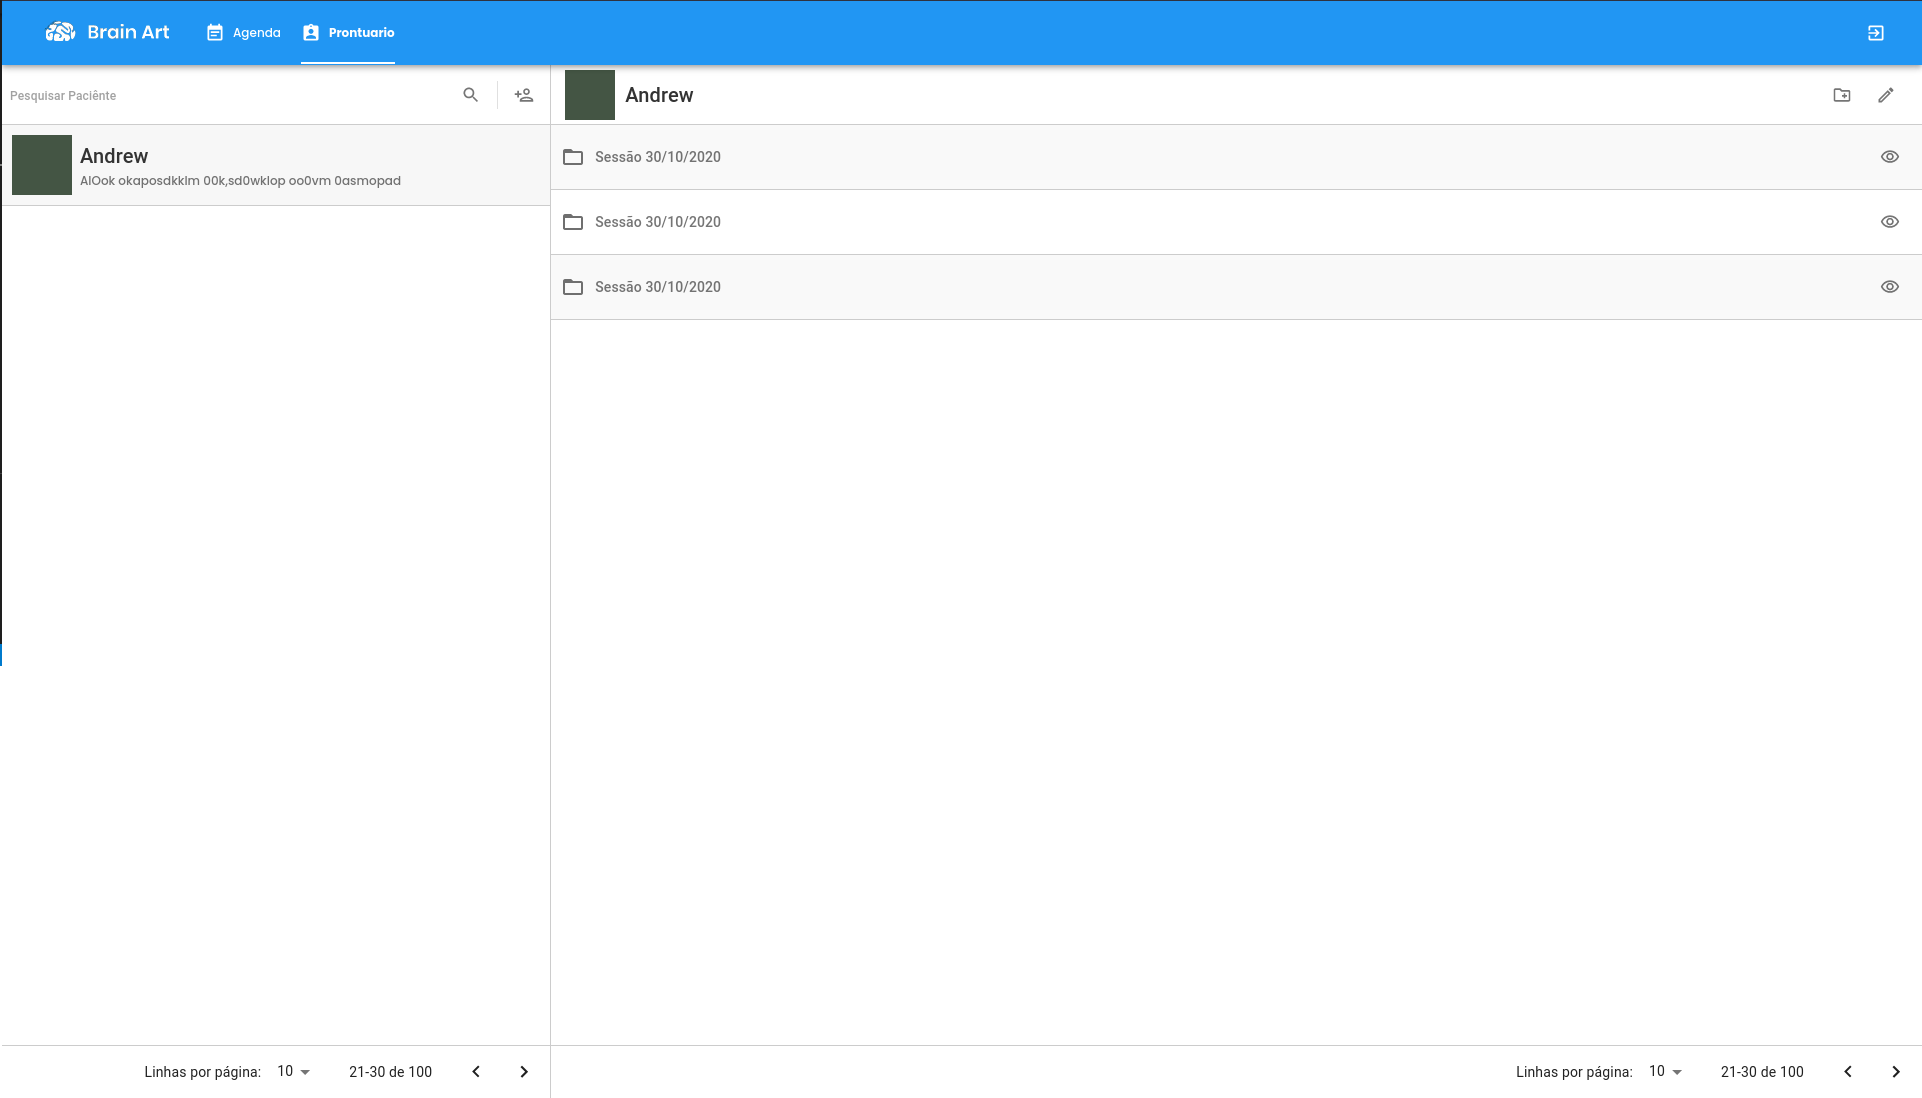 Brain Art
Agenda
Prontuario
Pesquisar Paciênte
Andrew
AlOok okaposdkklm 00k,sd0wklop oo0vm 0asmopad
Andrew
Sessão 30/10/2020
Sessão 30/10/2020
Sessão 30/10/2020
Linhas por página: 10 21-30 de 100
Linhas por página: 10 21-30 de 100